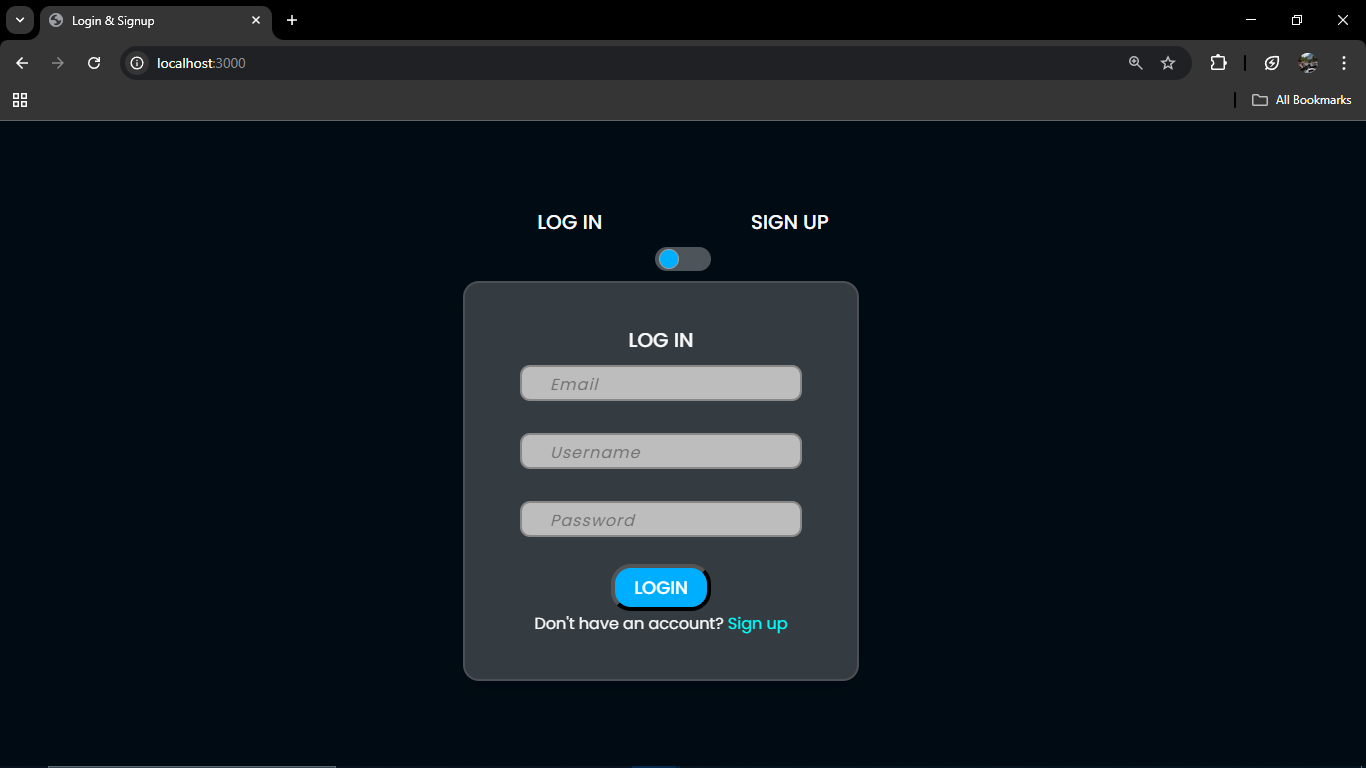 Login & Signup
localhost:3000
All Bookmarks
LOG IN
SIGN UP
LOG IN
Email
Username
Password
LOGIN
Don't have an account? Sign up